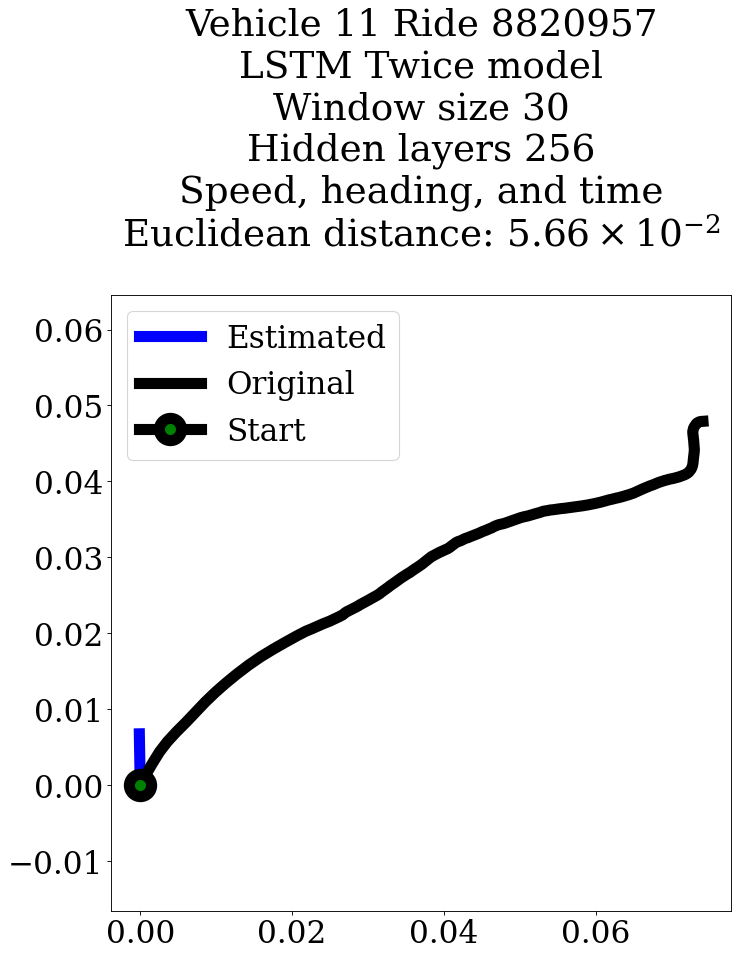 Vehicle 11 Ride 8820957
LSTM Twice model
Window size 30
Hidden layers 256
Speed, heading, and time
Euclidean distance: 5.66 × 10⁻²
Estimated
Original
Start
0.06
0.05
0.04
0.03
0.02
0.01
0.00
−0.01
0.00 0.02 0.04 0.06